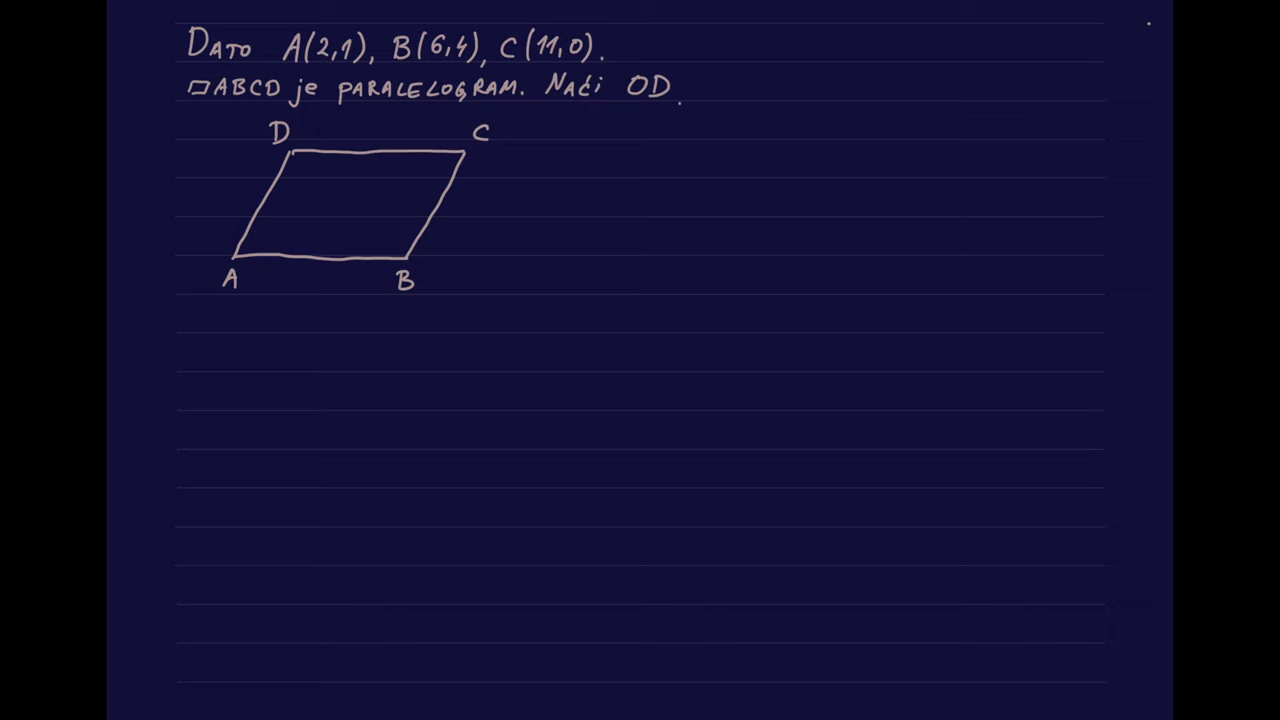 Dato A(2,1), B(6,4), C(11,0).
▱ABCD je PARALELOGRAM. Naći OD.
D C
A B